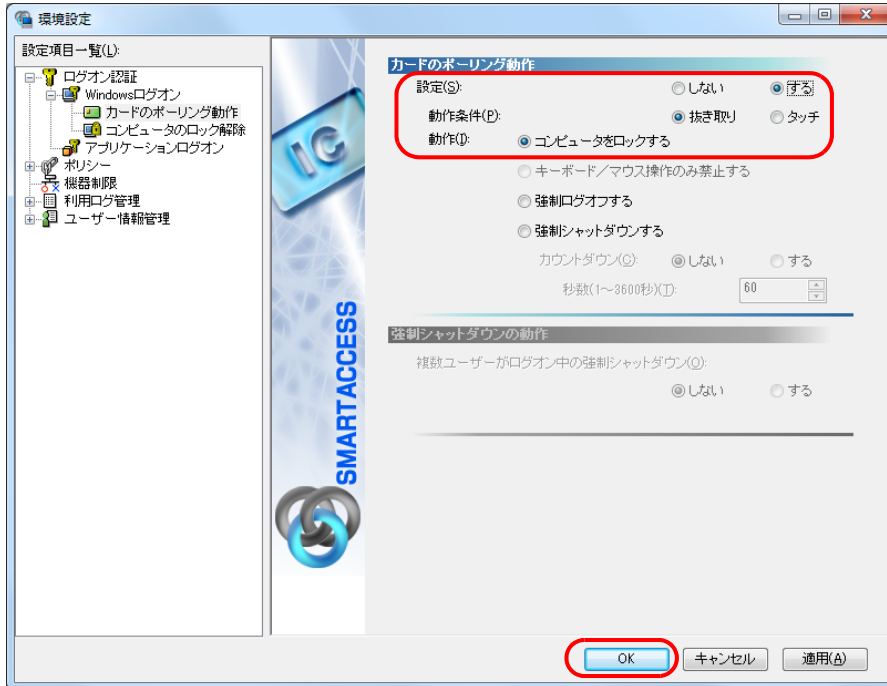 環境設定
設定項目一覧(L):
ログオン認証
Windowsログオン
カードのポーリング動作
コンピュータのロック解除
アプリケーションログオン
ポリシー
機器制限
利用ログ管理
ユーザー情報管理
IC
SMARTACCESS
カードのポーリング動作
設定(S): しない する
動作条件(P): 抜き取り タッチ
動作(I): コンピュータをロックする
キーボード/マウス操作のみ禁止する
強制ログオフする
強制シャットダウンする
カウントダウン(C): しない する
秒数(1~3600秒)(T): 60
強制シャットダウンの動作
複数ユーザーがログオン中の強制シャットダウン(O):
しない する
OK キャンセル 適用(A)